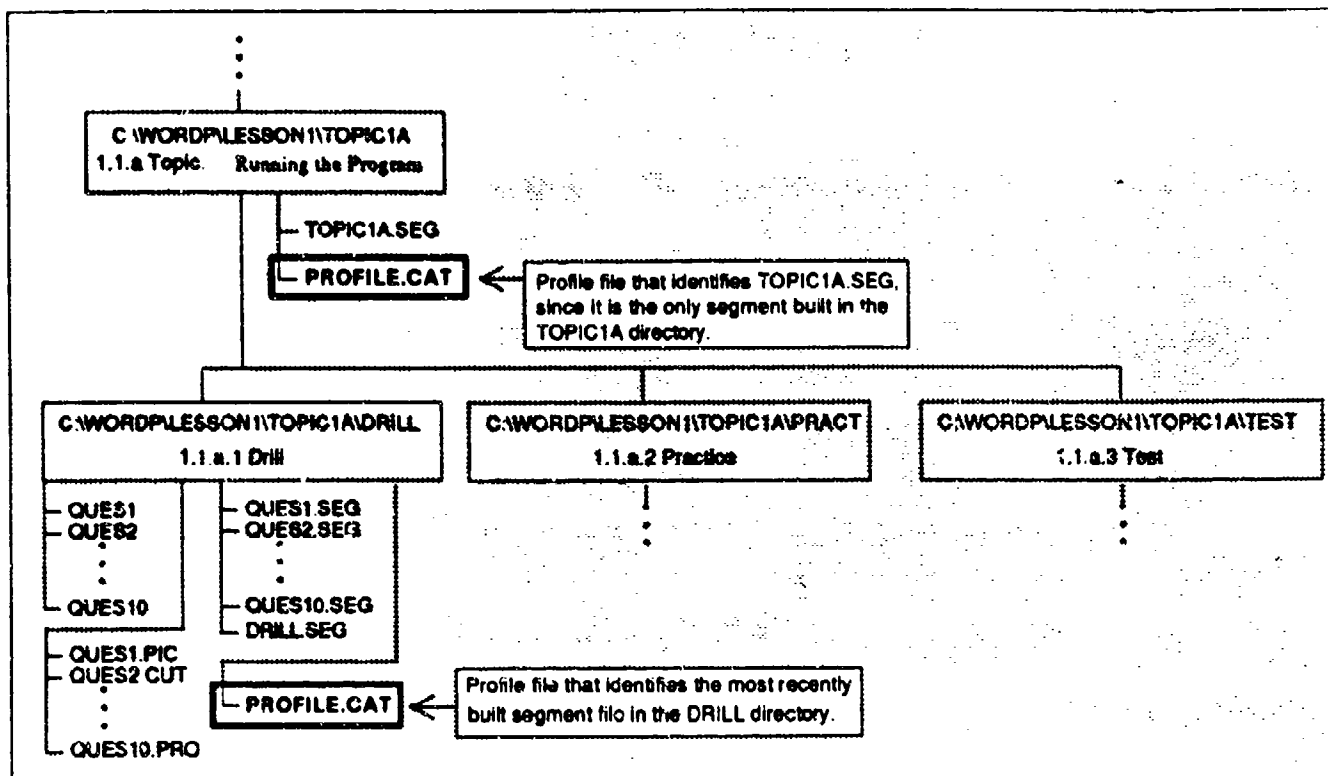 C \WORDP\LESSON1\TOPIC1A
1.1.a Topic. Running the Program
TOPIC1A.SEG
PROFILE.CAT
Profile file that identifies TOPIC1A.SEG,
since it is the only segment built in the
TOPIC1A directory.
C:\WORDP\LESSON1\TOPIC1A\DRILL
1.1.a.1 Drill
C:\WORDP\LESSON1\TOPIC1A\PRACT
1.1.a.2 Practice
C:\WORDP\LESSON1\TOPIC1A\TEST
1.1.a.3 Test
QUES1
QUES2
QUES10
QUES1.SEG
QUES2.SEG
QUES10.SEG
DRILL.SEG
QUES1.PIC
QUES2 CUT
QUES10.PRO
PROFILE.CAT
Profile file that identifies the most recently
built segment file in the DRILL directory.